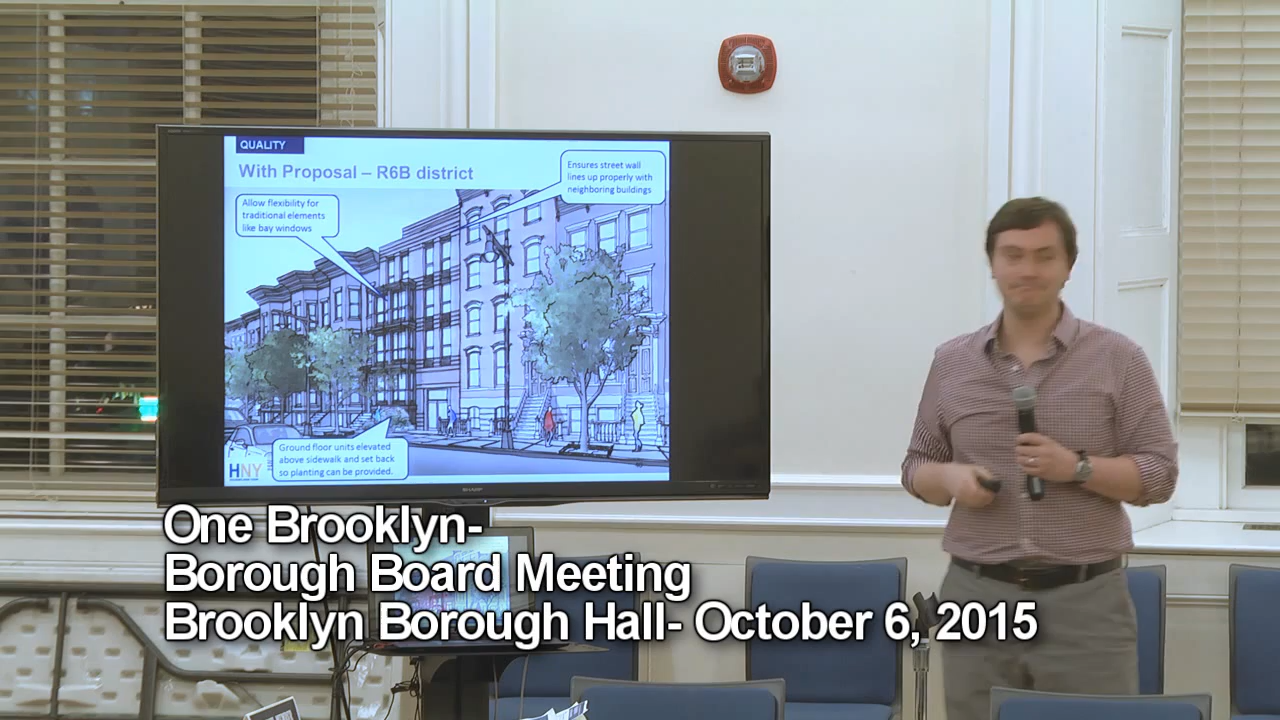 QUALITY
With Proposal – R6B district
Ensures street wall
lines up properly with
neighboring buildings
Allow flexibility for
traditional elements
like bay windows
Ground floor units elevated
above sidewalk and set back
so planting can be provided.
HNY
SHARP
One Brooklyn-
Borough Board Meeting
Brooklyn Borough Hall- October 6, 2015